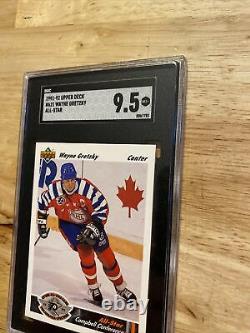 SGC
1991-92 UPPER DECK
#621 WAYNE GRETZKY
ALL-STAR
9.5
UPPER DECK
Wayne Gretzky Center
All-Star
Campbell Conference